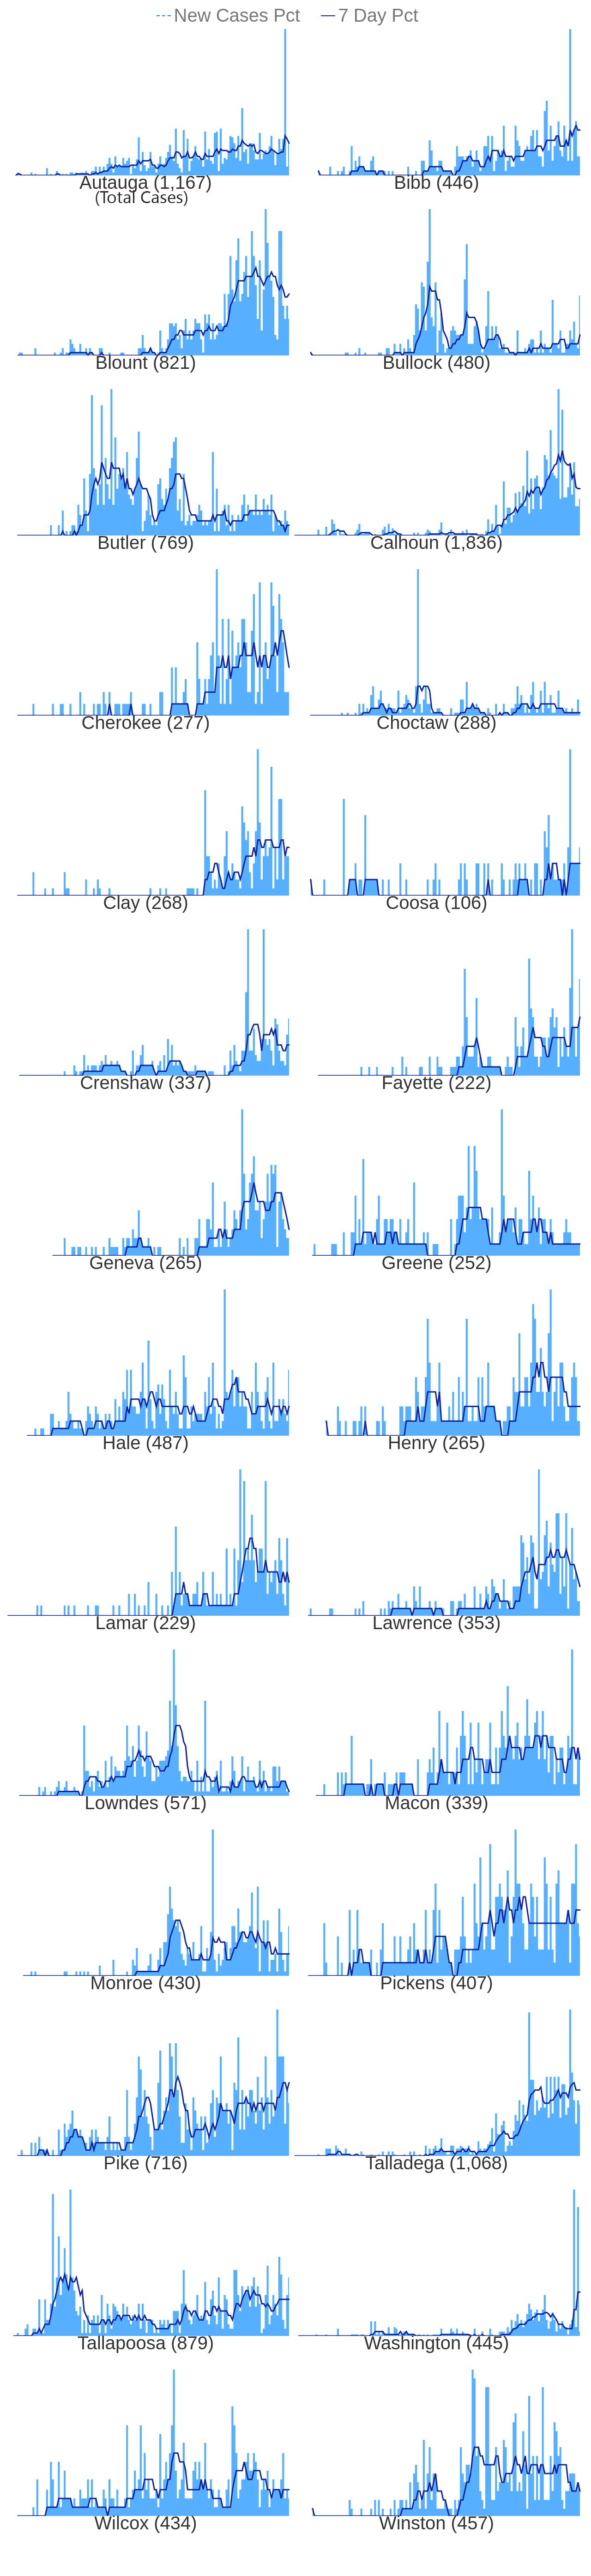 New Cases Pct 7 Day Pct
Autauga (1,167) Bibb (446)
(Total Cases)
Blount (821) Bullock (480)
Butler (769) Calhoun (1,836)
Cherokee (277) Choctaw (288)
Clay (268) Coosa (106)
Crenshaw (337) Fayette (222)
Geneva (265) Greene (252)
Hale (487) Henry (265)
Lamar (229) Lawrence (353)
Lowndes (571) Macon (339)
Monroe (430) Pickens (407)
Pike (716) Talladega (1,068)
Tallapoosa (879) Washington (445)
Wilcox (434) Winston (457)